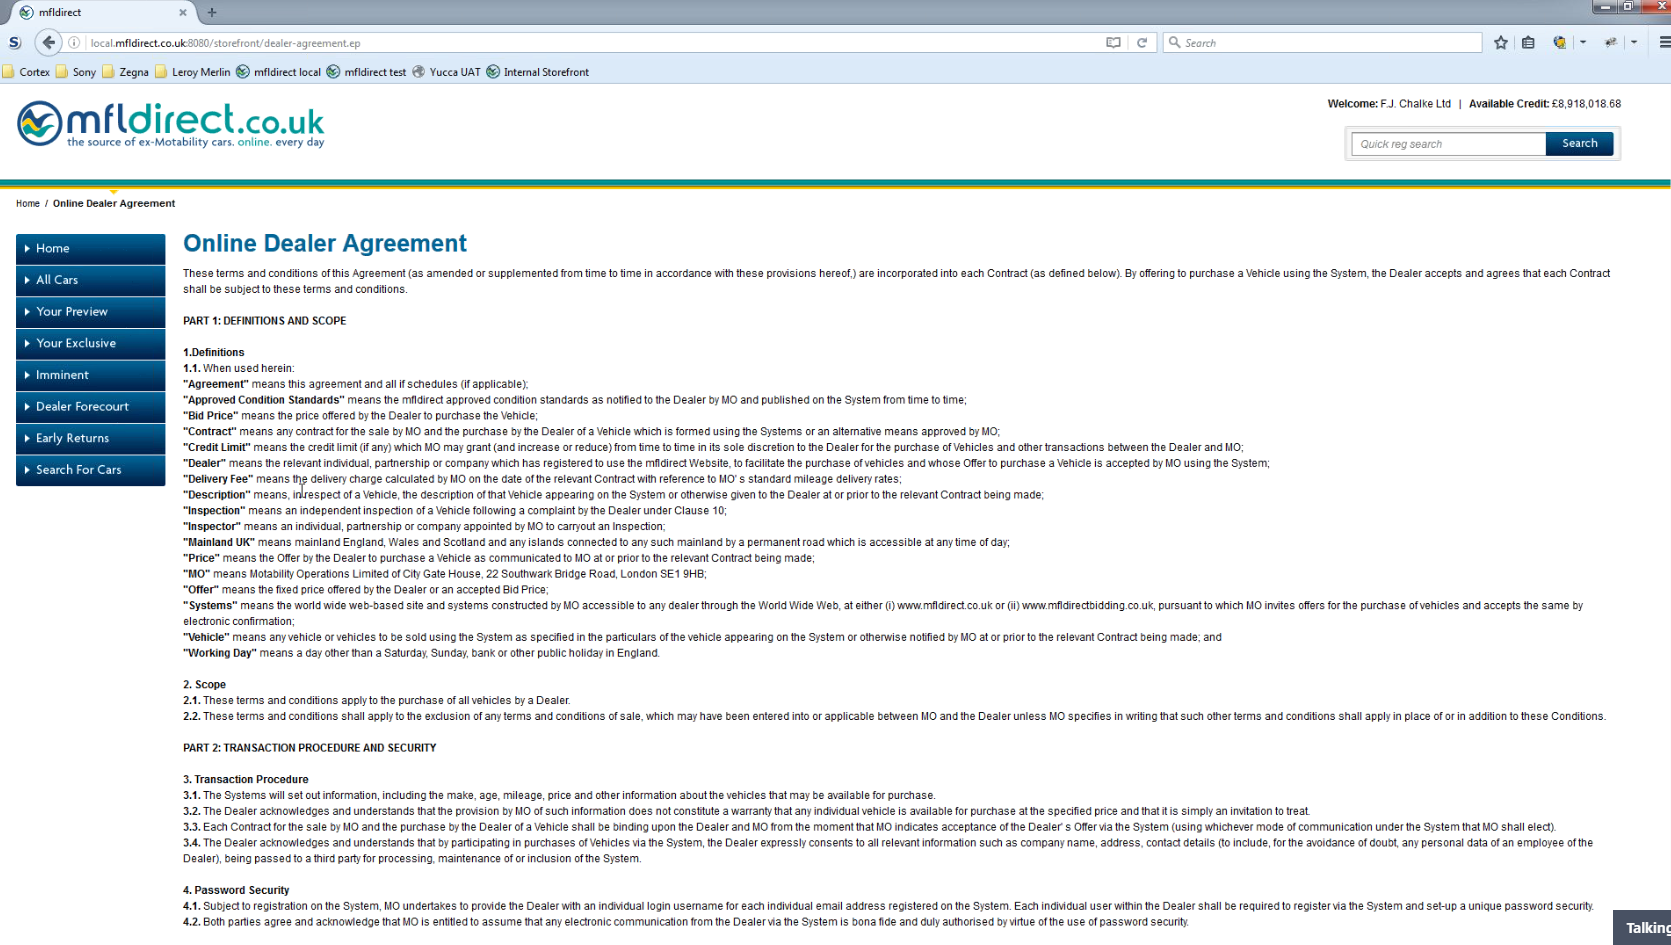 mfldirect
local.mfldirect.co.uk:8080/storefront/dealer-agreement.ep
Search
Cortex Sony Zegna Leroy Merlin mfldirect local mfldirect test Yucca UAT Internal Storefront
mfldirect.co.uk
the source of ex-Motability cars. online. every day
Welcome: F.J. Chalke Ltd | Available Credit: £8,918,018.68
Quick reg search
Search
Home / Online Dealer Agreement
Home
All Cars
Your Preview
Your Exclusive
Imminent
Dealer Forecourt
Early Returns
Search For Cars
Online Dealer Agreement
These terms and conditions of this Agreement (as amended or supplemented from time to time in accordance with these provisions hereof,) are incorporated into each Contract (as defined below). By offering to purchase a Vehicle using the System, the Dealer accepts and agrees that each Contract
shall be subject to these terms and conditions.
PART 1: DEFINITIONS AND SCOPE
1.Definitions
1.1. When used herein:
"Agreement" means this agreement and all if schedules (if applicable);
"Approved Condition Standards" means the mfldirect approved condition standards as notified to the Dealer by MO and published on the System from time to time;
"Bid Price" means the price offered by the Dealer to purchase the Vehicle;
"Contract" means any contract for the sale by MO and the purchase by the Dealer of a Vehicle which is formed using the Systems or an alternative means approved by MO;
"Credit Limit" means the credit limit (if any) which MO may grant (and increase or reduce) from time to time in its sole discretion to the Dealer for the purchase of Vehicles and other transactions between the Dealer and MO;
"Dealer" means the relevant individual, partnership or company which has registered to use the mfldirect Website, to facilitate the purchase of vehicles and whose Offer to purchase a Vehicle is accepted by MO using the System;
"Delivery Fee" means the delivery charge calculated by MO on the date of the relevant Contract with reference to MO' s standard mileage delivery rates;
"Description" means, in respect of a Vehicle, the description of that Vehicle appearing on the System or otherwise given to the Dealer at or prior to the relevant Contract being made;
"Inspection" means an independent inspection of a Vehicle following a complaint by the Dealer under Clause 10;
"Inspector" means an individual, partnership or company appointed by MO to carryout an Inspection;
"Mainland UK" means mainland England, Wales and Scotland and any islands connected to any such mainland by a permanent road which is accessible at any time of day;
"Price" means the Offer by the Dealer to purchase a Vehicle as communicated to MO at or prior to the relevant Contract being made;
"MO" means Motability Operations Limited of City Gate House, 22 Southwark Bridge Road, London SE1 9HB;
"Offer" means the fixed price offered by the Dealer or an accepted Bid Price;
"Systems" means the world wide web-based site and systems constructed by MO accessible to any dealer through the World Wide Web, at either (i) www.mfldirect.co.uk or (ii) www.mfldirectbidding.co.uk, pursuant to which MO invites offers for the purchase of vehicles and accepts the same by
electronic confirmation;
"Vehicle" means any vehicle or vehicles to be sold using the System as specified in the particulars of the vehicle appearing on the System or otherwise notified by MO at or prior to the relevant Contract being made; and
"Working Day" means a day other than a Saturday, Sunday, bank or other public holiday in England.
2. Scope
2.1. These terms and conditions apply to the purchase of all vehicles by a Dealer.
2.2. These terms and conditions shall apply to the exclusion of any terms and conditions of sale, which may have been entered into or applicable between MO and the Dealer unless MO specifies in writing that such other terms and conditions shall apply in place of or in addition to these Conditions.
PART 2: TRANSACTION PROCEDURE AND SECURITY
3. Transaction Procedure
3.1. The Systems will set out information, including the make, age, mileage, price and other information about the vehicles that may be available for purchase.
3.2. The Dealer acknowledges and understands that the provision by MO of such information does not constitute a warranty that any individual vehicle is available for purchase at the specified price and that it is simply an invitation to treat.
3.3. Each Contract for the sale by MO and the purchase by the Dealer of a Vehicle shall be binding upon the Dealer and MO from the moment that MO indicates acceptance of the Dealer' s Offer via the System (using whichever mode of communication under the System that MO shall elect).
3.4. The Dealer acknowledges and understands that by participating in purchases of Vehicles via the System, the Dealer expressly consents to all relevant information such as company name, address, contact details (to include, for the avoidance of doubt, any personal data of an employee of the
Dealer), being passed to a third party for processing, maintenance of or inclusion of the System.
4. Password Security
4.1. Subject to registration on the System, MO undertakes to provide the Dealer with an individual login username for each individual email address registered on the System. Each individual user within the Dealer shall be required to register via the System and set-up a unique password security.
4.2. Both parties agree and acknowledge that MO is entitled to assume that any electronic communication from the Dealer via the System is bona fide and duly authorised by virtue of the use of password security.
Talking